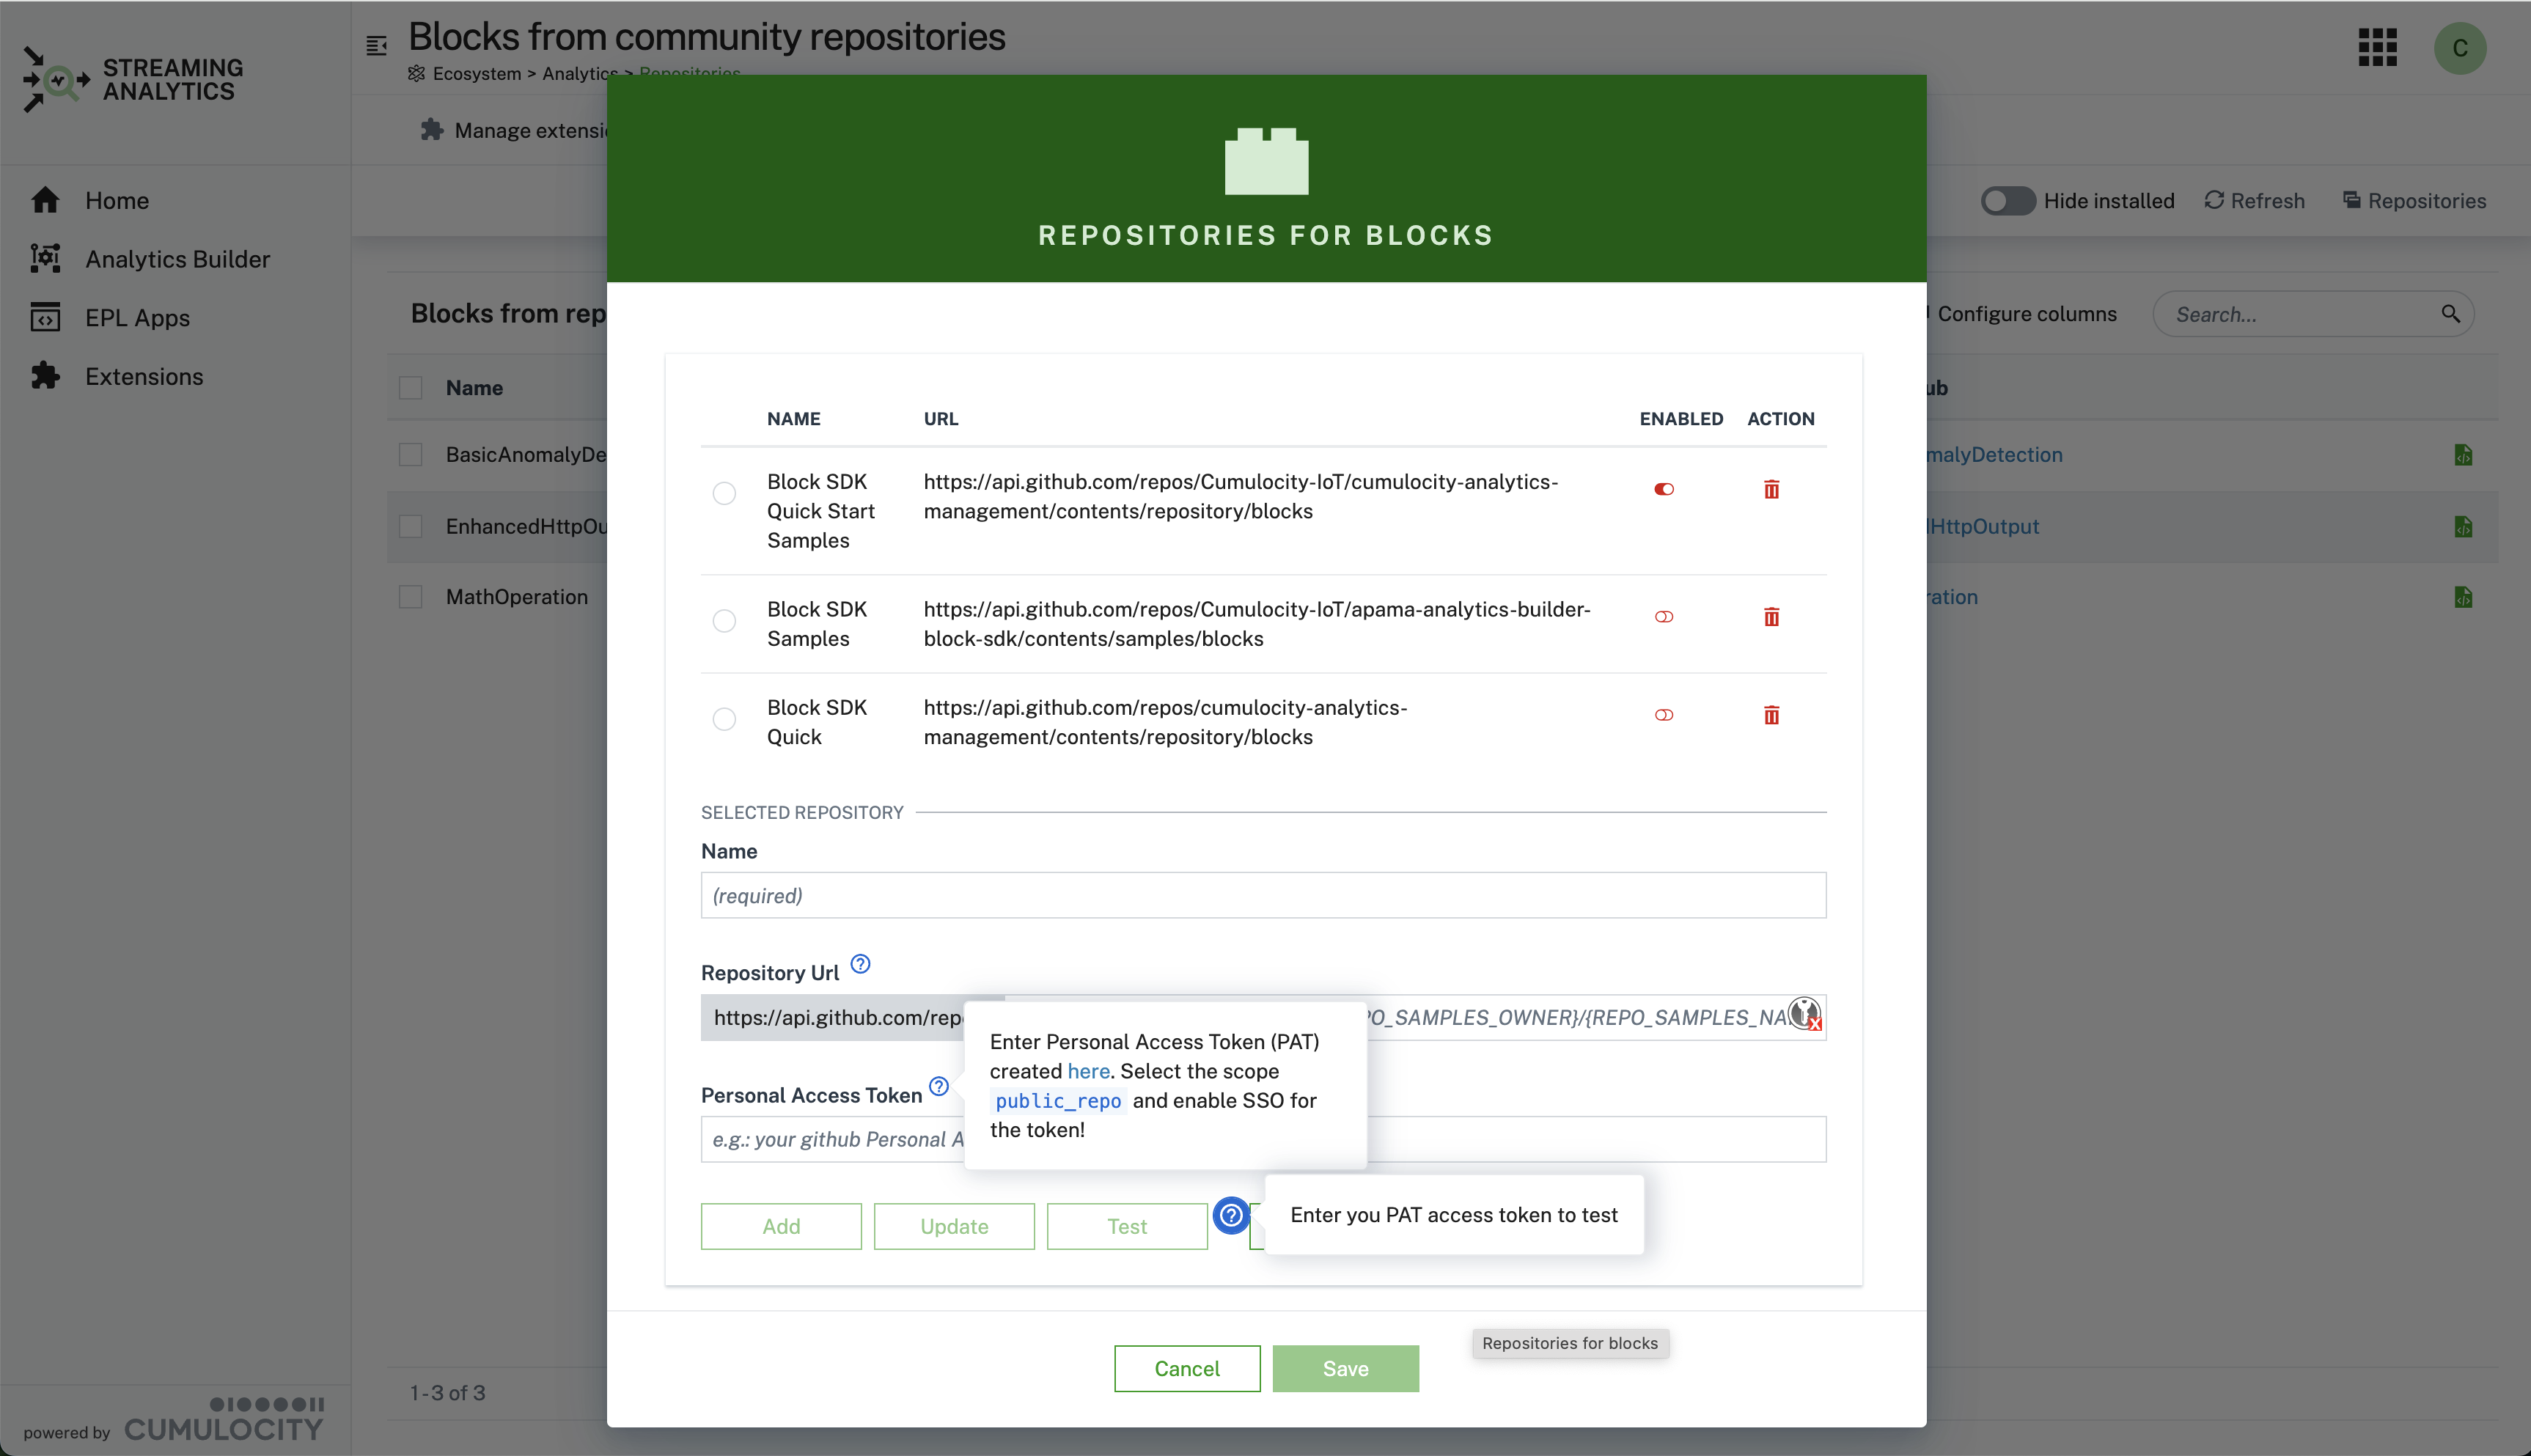 STREAMING
ANALYTICS
Blocks from community repositories
Ecosystem > Analytics > Repositories
C
Manage extensi
Home
Analytics Builder
EPL Apps
Extensions
Hide installed
Refresh
Repositories
Blocks from rep
Configure columns
Search...
Name
ub
BasicAnomalyDe
malyDetection
EnhancedHttpOu
HttpOutput
MathOperation
ration
REPOSITORIES FOR BLOCKS
NAME URL ENABLED ACTION
Block SDK
Quick Start
Samples
https://api.github.com/repos/Cumulocity-IoT/cumulocity-analytics-
management/contents/repository/blocks
Block SDK
Samples
https://api.github.com/repos/Cumulocity-IoT/apama-analytics-builder-
block-sdk/contents/samples/blocks
Block SDK
Quick
https://api.github.com/repos/cumulocity-analytics-
management/contents/repository/blocks
SELECTED REPOSITORY
Name
(required)
Repository Url
https://api.github.com/rep
PO_SAMPLES_OWNER}/{REPO_SAMPLES_NA
Personal Access Token
e.g.: your github Personal A
Enter Personal Access Token (PAT)
created here. Select the scope
public_repo and enable SSO for
the token!
Add
Update
Test
Enter you PAT access token to test
Cancel
Save
Repositories for blocks
1 - 3 of 3
powered by CUMULOCITY